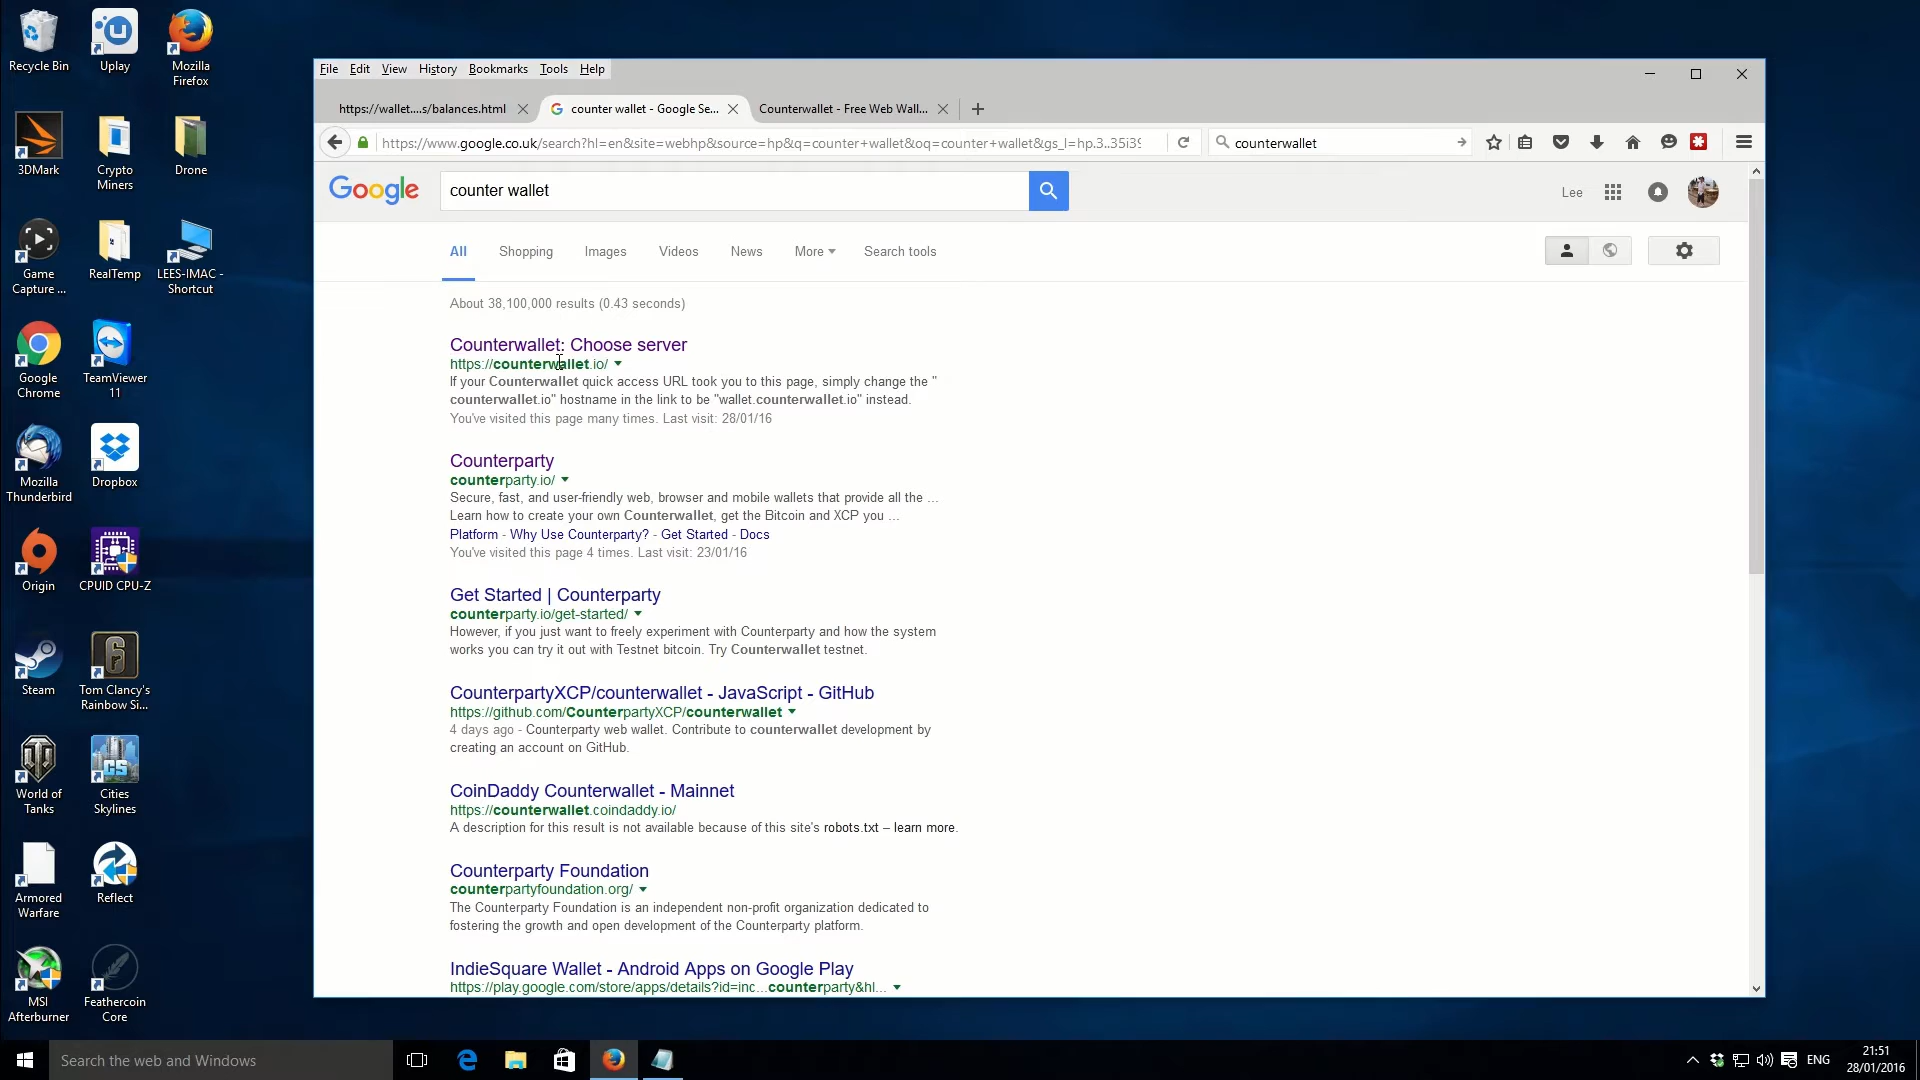 Recycle Bin
Uplay
Mozilla
Firefox
3DMark
Crypto
Miners
Drone
Game
Capture ...
RealTemp
LEES-IMAC -
Shortcut
Google
Chrome
TeamViewer
11
Mozilla
Thunderbird
Dropbox
Origin
CPUID CPU-Z
Steam
Tom Clancy's
Rainbow Si...
World of
Tanks
Cities
Skylines
Armored
Warfare
Reflect
MSI
Afterburner
Feathercoin
Core
File Edit View History Bookmarks Tools Help
https://wallet....s/balances.html
counter wallet - Google Se...
Counterwallet - Free Web Wall...
https://www.google.co.uk/search?hl=en&site=webhp&source=hp&q=counter+wallet&oq=counter+wallet&gs_l=hp.3..35i39
counterwallet
Google
counter wallet
Lee
All Shopping Images Videos News More Search tools
About 38,100,000 results (0.43 seconds)
Counterwallet: Choose server
https://counterwallet.io/
If your Counterwallet quick access URL took you to this page, simply change the "
counterwallet.io" hostname in the link to be "wallet.counterwallet.io" instead.
You've visited this page many times. Last visit: 28/01/16
Counterparty
counterparty.io/
Secure, fast, and user-friendly web, browser and mobile wallets that provide all the ...
Learn how to create your own Counterwallet, get the Bitcoin and XCP you ...
Platform - Why Use Counterparty? - Get Started - Docs
You've visited this page 4 times. Last visit: 23/01/16
Get Started | Counterparty
counterparty.io/get-started/
However, if you just want to freely experiment with Counterparty and how the system
works you can try it out with Testnet bitcoin. Try Counterwallet testnet.
CounterpartyXCP/counterwallet - JavaScript - GitHub
https://github.com/CounterpartyXCP/counterwallet
4 days ago - Counterparty web wallet. Contribute to counterwallet development by
creating an account on GitHub.
CoinDaddy Counterwallet - Mainnet
https://counterwallet.coindaddy.io/
A description for this result is not available because of this site's robots.txt – learn more.
Counterparty Foundation
counterpartyfoundation.org/
The Counterparty Foundation is an independent non-profit organization dedicated to
fostering the growth and open development of the Counterparty platform.
IndieSquare Wallet - Android Apps on Google Play
https://play.google.com/store/apps/details?id=inc...counterparty&hl...
Search the web and Windows
ENG
21:51
28/01/2016